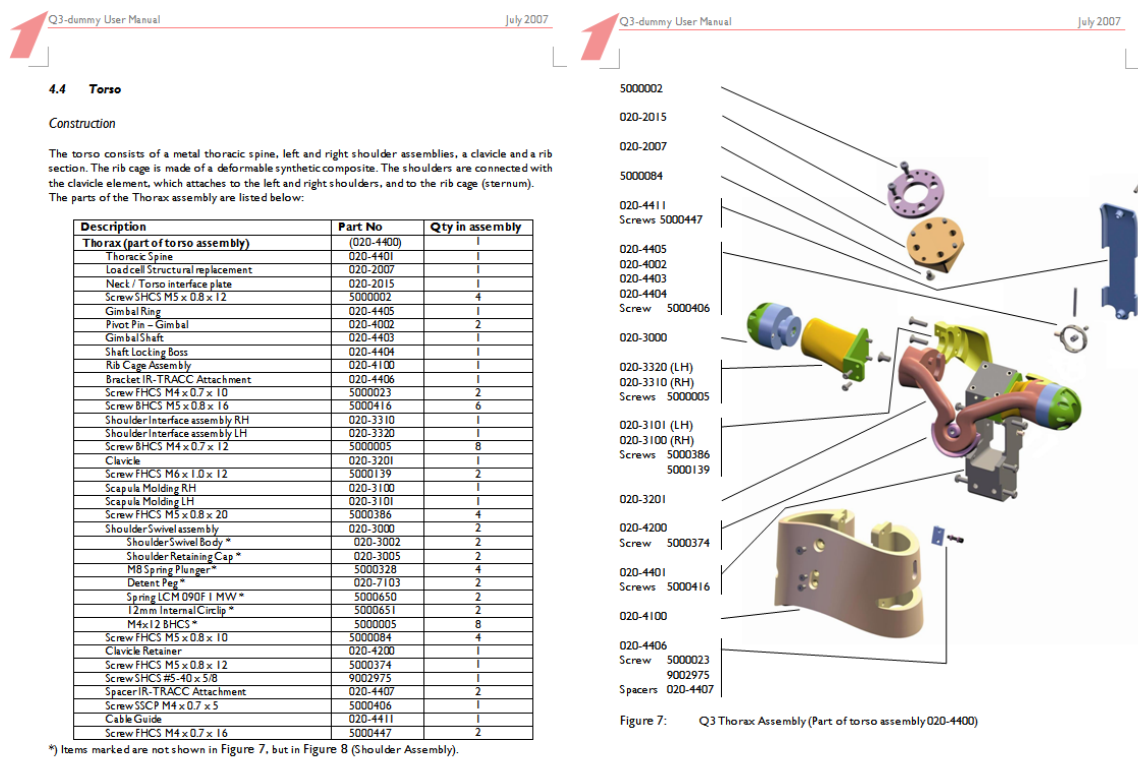 Q3-dummy User Manual July 2007
4.4 Torso
Construction
The torso consists of a metal thoracic spine, left and right shoulder assemblies, a clavicle and a rib
section. The rib cage is made of a deformable synthetic composite. The shoulders are connected with
the clavicle element, which attaches to the left and right shoulders, and to the rib cage (sternum).
The parts of the Thorax assembly are listed below:
Description Part No Qty in assembly
Thorax (part of torso assembly) (020-4400) 1
Thoracic Spine 020-4401 1
Loadcell Structural replacement 020-2007 1
Neck / Torso interface plate 020-2015 1
Screw SHCS M5 x 0.8 x 12 5000002 4
Gimbal Ring 020-4405 1
Pivot Pin – Gimbal 020-4002 2
Gimbal Shaft 020-4403 1
Shaft Locking Boss 020-4404 1
Rib Cage Assembly 020-4100 1
Bracket IR-TRACC Attachment 020-4406 1
Screw FHCS M4 x 0.7 x 10 5000023 2
Screw BHCS M5 x 0.8 x 16 5000416 6
Shoulder Interface assembly RH 020-3310 1
Shoulder Interface assembly LH 020-3320 1
Screw BHCS M4 x 0.7 x 12 5000005 8
Clavicle 020-3201 1
Screw FHCS M6 x 1.0 x 12 5000139 2
Scapula Molding RH 020-3100 1
Scapula Molding LH 020-3101 1
Screw FHCS M5 x 0.8 x 20 5000386 4
Shoulder Swivel assembly 020-3000 2
Shoulder Swivel Body * 020-3002 2
Shoulder Retaining Cap * 020-3005 2
M8 Spring Plunger * 5000328 4
Detent Peg * 020-7103 2
Spring LCM 090F 1 MW * 5000650 2
12mm Internal Circlip * 5000651 2
M4x12 BHCS * 5000005 8
Screw FHCS M5 x 0.8 x 10 5000084 4
Clavicle Retainer 020-4200 1
Screw FHCS M5 x 0.8 x 12 5000374 1
Screw SHCS #5-40 x 5/8 9002975 1
Spacer IR-TRACC Attachment 020-4407 2
Screw SSCP M4 x 0.7 x 5 5000406 1
Cable Guide 020-4411 1
Screw FHCS M4 x 0.7 x 16 5000447 2
*) Items marked are not shown in Figure 7, but in Figure 8 (Shoulder Assembly).
Q3-dummy User Manual July 2007
5000002
020-2015
020-2007
5000084
020-4411
Screws 5000447
020-4405
020-4002
020-4403
020-4404
Screw 5000406
020-3000
020-3320 (LH)
020-3310 (RH)
Screws 5000005
020-3101 (LH)
020-3100 (RH)
Screws 5000386
5000139
020-3201
020-4200
Screw 5000374
020-4401
Screws 5000416
020-4100
020-4406
Screw 5000023
9002975
Spacers 020-4407
Figure 7: Q3 Thorax Assembly (Part of torso assembly 020-4400)